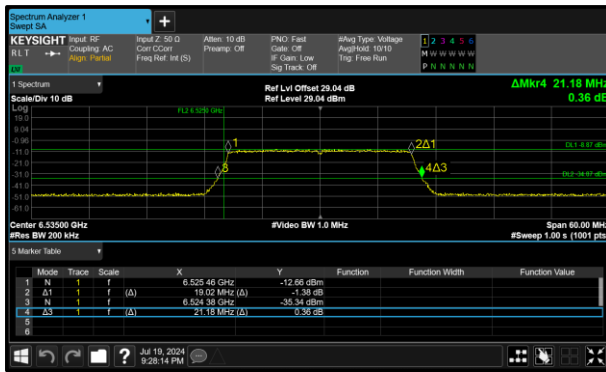 Spectrum Analyzer 1
Swept SA
KEYSIGHT Input: RF Input Z: 50 Ω Atten: 10 dB PNO: Fast #Avg Type: Voltage 1 2 3 4 5 6
RLT Coupling: AC Corr CCorr Preamp: Off Gate: Off Avg|Hold: 10/10 M W W W W W
Align: Partial Freq Ref: Int (S) IF Gain: Low Trig: Free Run
Sig Track: Off P N N N N N
1 Spectrum Ref Lvl Offset 29.04 dB ΔMkr4 21.18 MHz
Scale/Div 10 dB Ref Level 29.04 dBm 0.36 dB
Log
19.0 FL2 6.5250 GHz
9.04
-0.96 1 2Δ1 DL1 -8.87 dBm
-11.0
-21.0
-31.0 3 4Δ3 DL2 -34.87 dBm
-41.0
-51.0
-61.0
Center 6.53500 GHz #Video BW 1.0 MHz Span 60.00 MHz
#Res BW 200 kHz #Sweep 1.00 s (1001 pts
5 Marker Table
Mode Trace Scale X Y Function Function Width Function Value
1 N 1 f 6.525 46 GHz -12.66 dBm
2 Δ1 1 f (Δ) 19.02 MHz (Δ) -1.38 dB
3 N 1 f 6.524 38 GHz -35.34 dBm
4 Δ3 1 f (Δ) 21.18 MHz (Δ) 0.36 dB
5
6
? Jul 19, 2024
9:28:14 PM